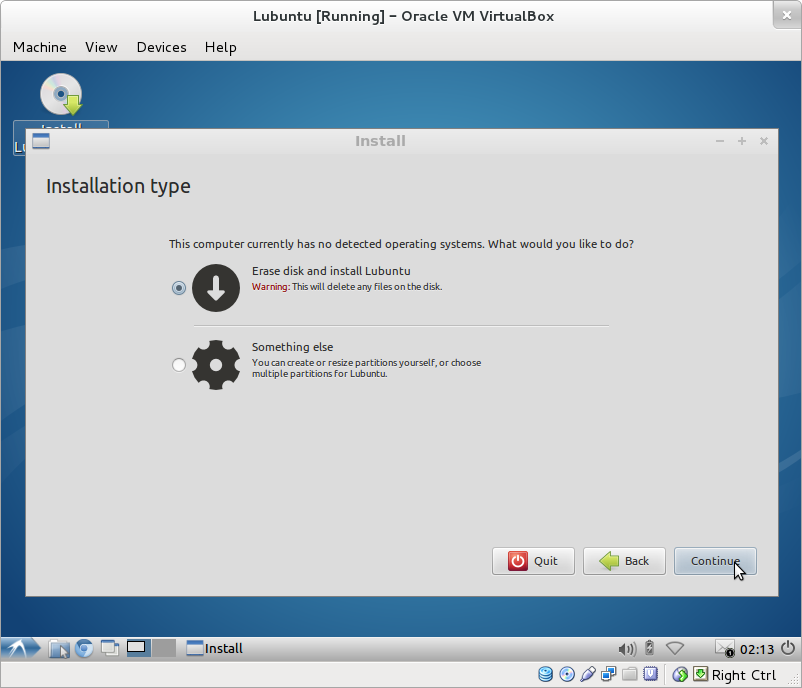 Lubuntu [Running] – Oracle VM VirtualBox
Machine View Devices Help
Install
Install
Installation type
This computer currently has no detected operating systems. What would you like to do?
Erase disk and install Lubuntu
Warning: This will delete any files on the disk.
Something else
You can create or resize partitions yourself, or choose
multiple partitions for Lubuntu.
Quit Back Continue
Install 02:13
Right Ctrl